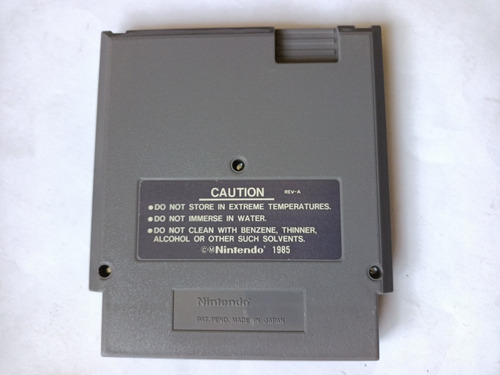 CAUTION REV-A
●DO NOT STORE IN EXTREME TEMPERATURES.
●DO NOT IMMERSE IN WATER.
●DO NOT CLEAN WITH BENZENE, THINNER,
ALCOHOL OR OTHER SUCH SOLVENTS.
©Ⓜ Nintendo® 1985
Nintendo®
PAT. PEND. MADE IN JAPAN